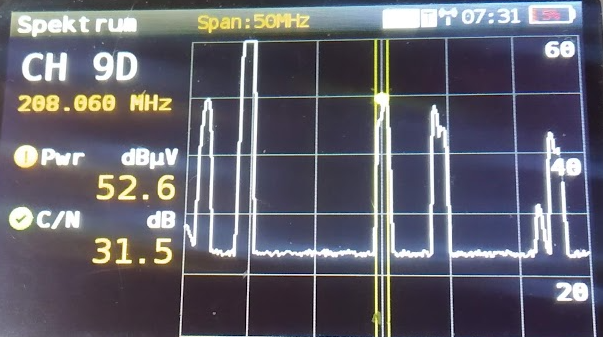 Spektrum Span:50MHz T 07:31 5%
CH 9D
60
208.060 MHz
Pwr dBµV
40
52.6
C/N dB
31.5
20